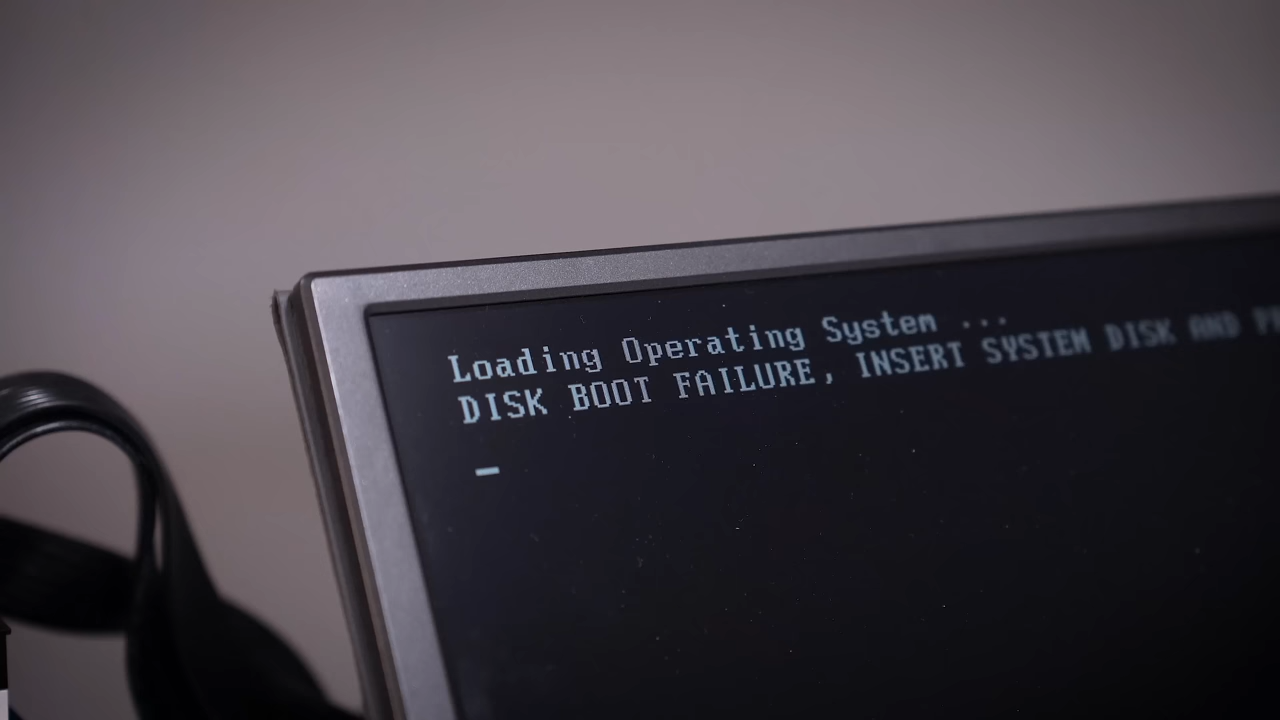 Loading Operating System ...
DISK BOOT FAILURE, INSERT SYSTEM DISK AND